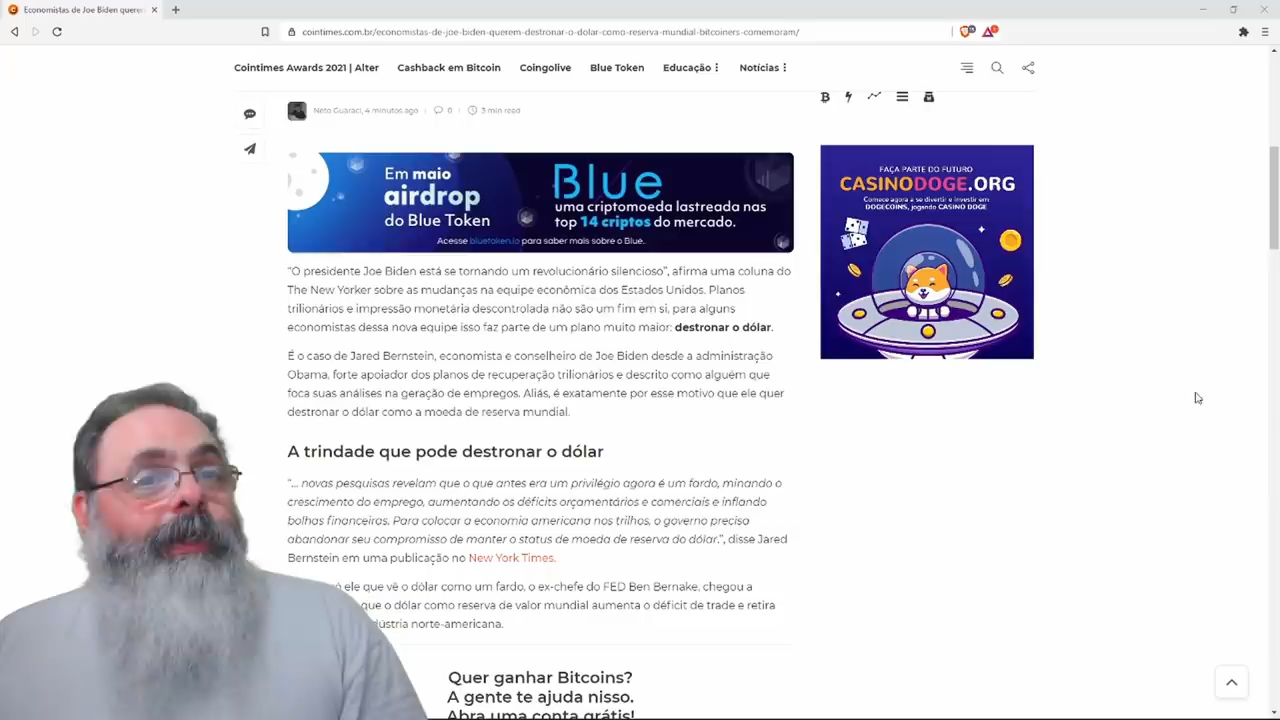 Economistas de Joe Biden querem
cointimes.com.br/economistas-de-joe-biden-querem-destronar-o-dolar-como-reserva-mundial-bitcoiners-comemoram/
Cointimes Awards 2021 | Alter
Cashback em Bitcoin
Coingolive
Blue Token
Educação
Notícias
Neto Guaraci, 4 minutos ago
0
3 min read
Em maio
airdrop
do Blue Token
Blue
uma criptomoeda lastreada nas
top 14 criptos do mercado.
Acesse bluetoken.io para saber mais sobre o Blue.
FAÇA PARTE DO FUTURO
CASINODOGE.ORG
Comece agora a se divertir e investir em
DOGECOINS, jogando CASINO DOGE
“O presidente Joe Biden está se tornando um revolucionário silencioso”, afirma uma coluna do
The New Yorker sobre as mudanças na equipe econômica dos Estados Unidos. Planos
trilionários e impressão monetária descontrolada não são um fim em si, para alguns
economistas dessa nova equipe isso faz parte de um plano muito maior: destronar o dólar.
É o caso de Jared Bernstein, economista e conselheiro de Joe Biden desde a administração
Obama, forte apoiador dos planos de recuperação trilionários e descrito como alguém que
foca suas análises na geração de empregos. Aliás, é exatamente por esse motivo que ele quer
destronar o dólar como a moeda de reserva mundial.
A trindade que pode destronar o dólar
“... novas pesquisas revelam que o que antes era um privilégio agora é um fardo, minando o
crescimento do emprego, aumentando os déficits orçamentários e comerciais e inflando
bolhas financeiras. Para colocar a economia americana nos trilhos, o governo precisa
abandonar seu compromisso de manter o status de moeda de reserva do dólar.”, disse Jared
Bernstein em uma publicação no New York Times.
ele que vê o dólar como um fardo, o ex-chefe do FED Ben Bernake, chegou a
que o dólar como reserva de valor mundial aumenta o déficit de trade e retira
norte-americana.
Quer ganhar Bitcoins?
A gente te ajuda nisso.
Abra uma conta grátis!